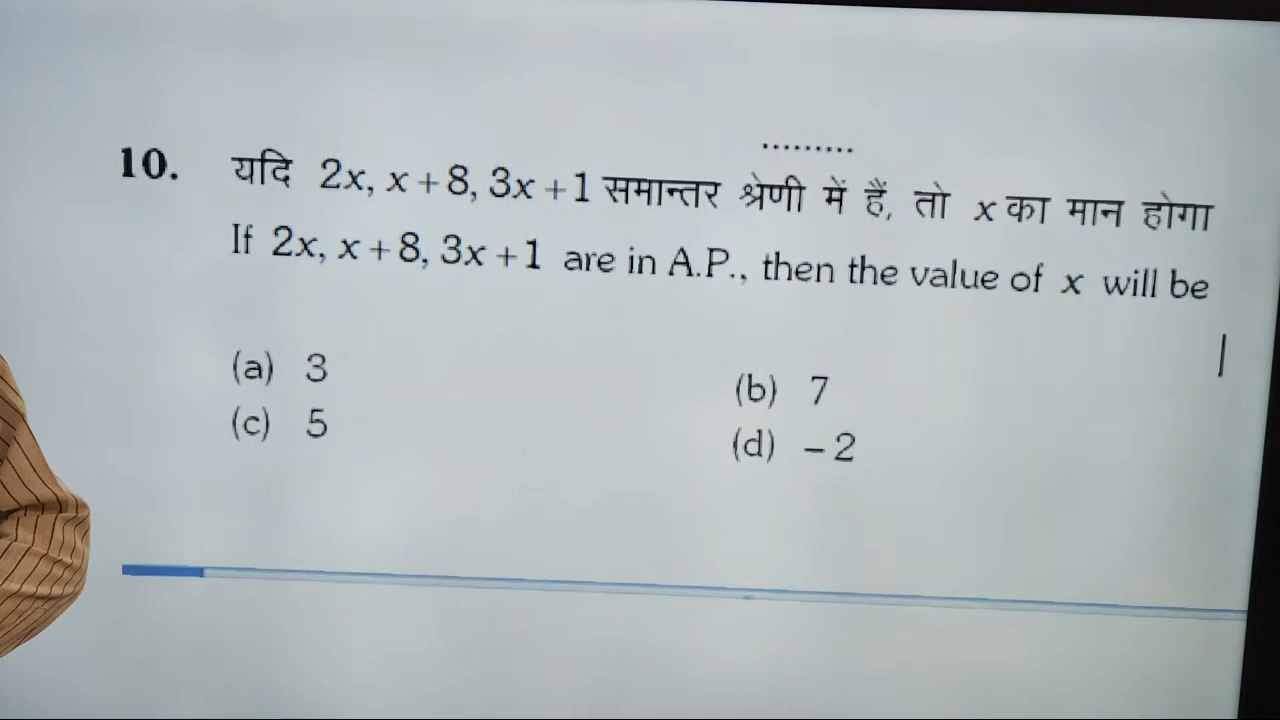 .........
10. यदि 2x, x + 8, 3x + 1 समान्तर श्रेणी में हैं, तो x का मान होगा
If 2x, x + 8, 3x + 1 are in A.P., then the value of x will be
(a) 3 (b) 7
(c) 5 (d) – 2